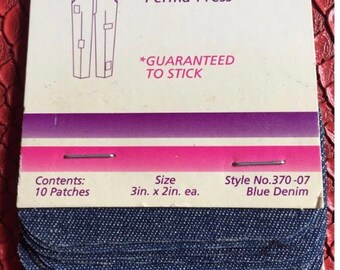 Perma-Press
*GUARANTEED
TO STICK
Contents: Size Style No.370-07
10 Patches 3in. x 2in. ea. Blue Denim